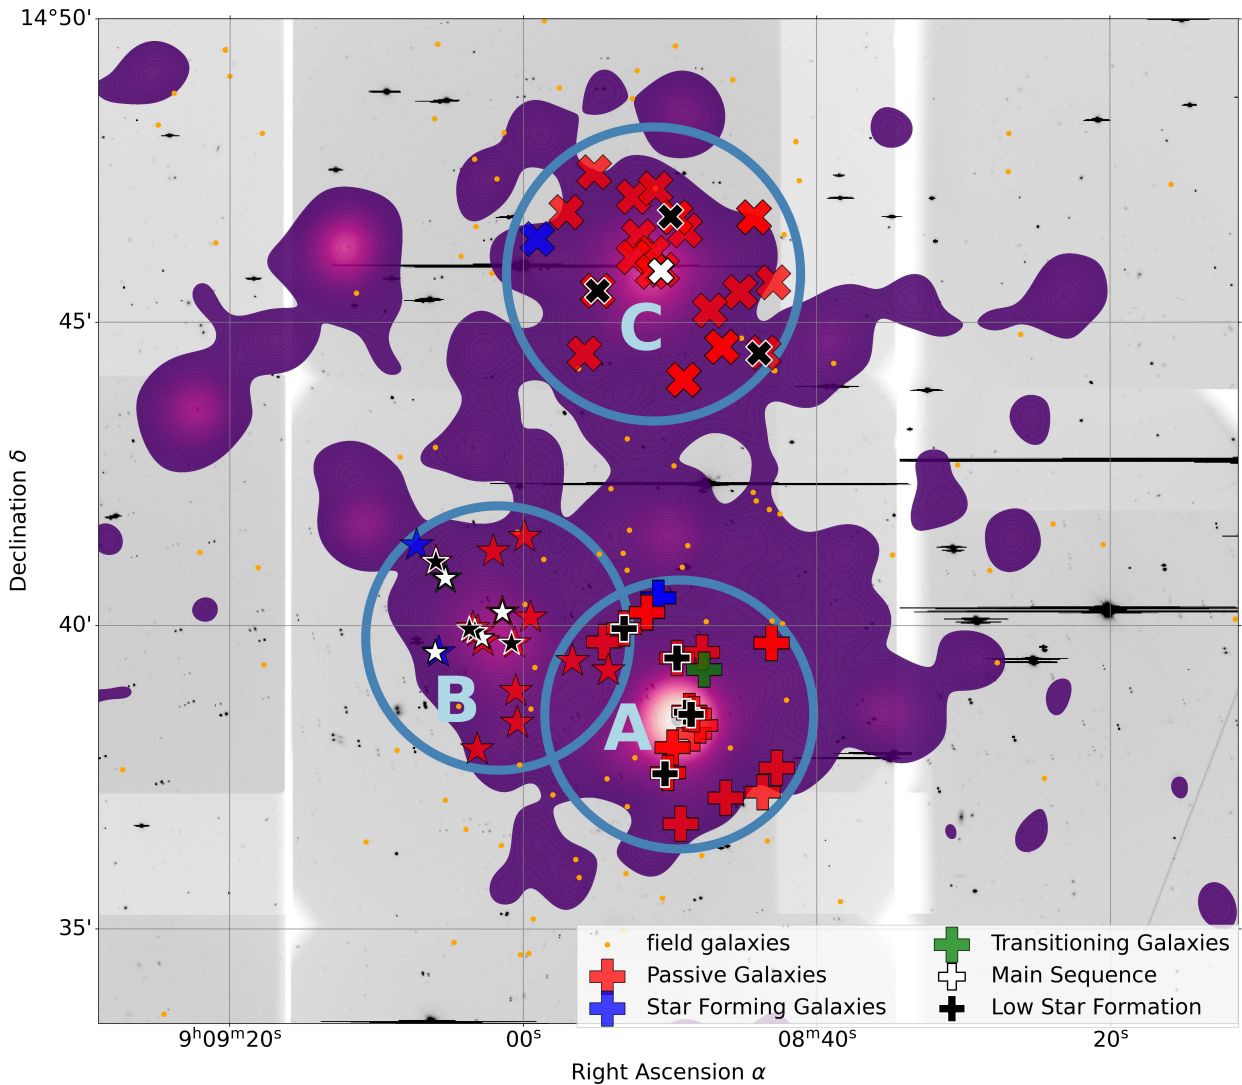 14°50'
45'
40'
35'
Declination δ
C
B
A
field galaxies
Passive Galaxies
Star Forming Galaxies
Transitioning Galaxies
Main Sequence
Low Star Formation
9ʰ09ᵐ20ˢ
00ˢ
08ᵐ40ˢ
20ˢ
Right Ascension α